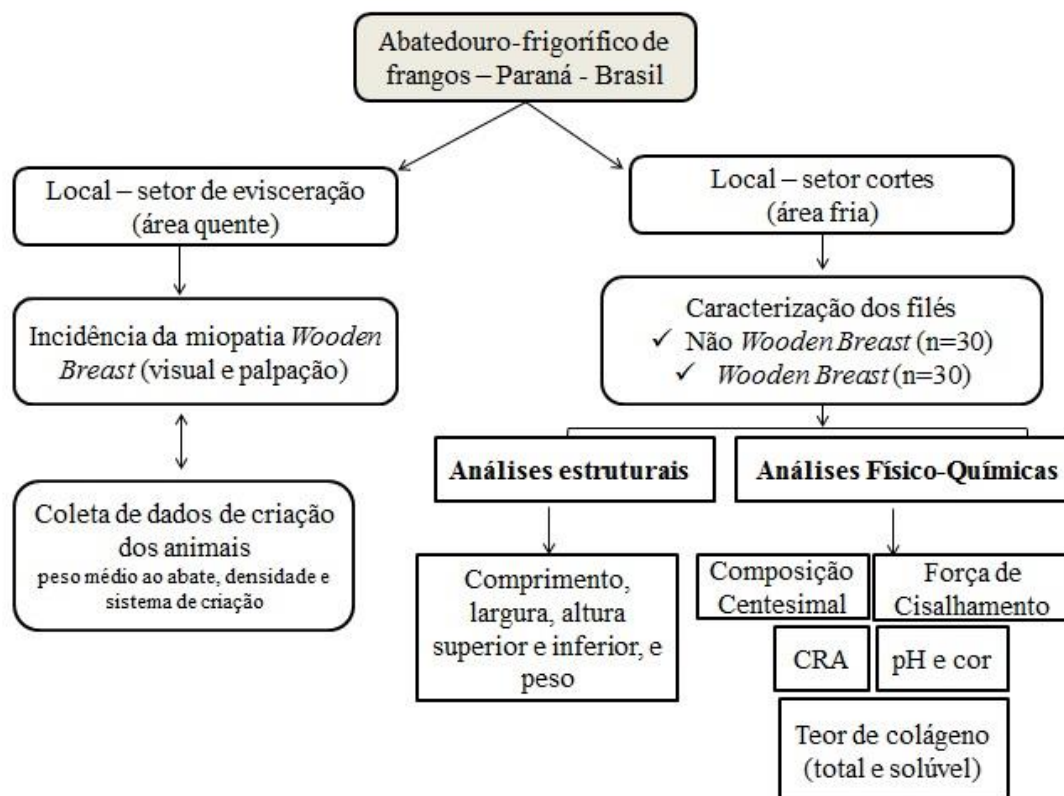 Abatedouro-frigorífico de
frangos – Paraná - Brasil
Local – setor de evisceração
(área quente)
Incidência da miopatia Wooden
Breast (visual e palpação)
Coleta de dados de criação
dos animais
peso médio ao abate, densidade e
sistema de criação
Local – setor cortes
(área fria)
Caracterização dos filés
✓ Não Wooden Breast (n=30)
✓ Wooden Breast (n=30)
Análises estruturais
Comprimento,
largura, altura
superior e inferior, e
peso
Análises Físico-Químicas
Composição
Centesimal
Força de
Cisalhamento
CRA
pH e cor
Teor de colágeno
(total e solúvel)